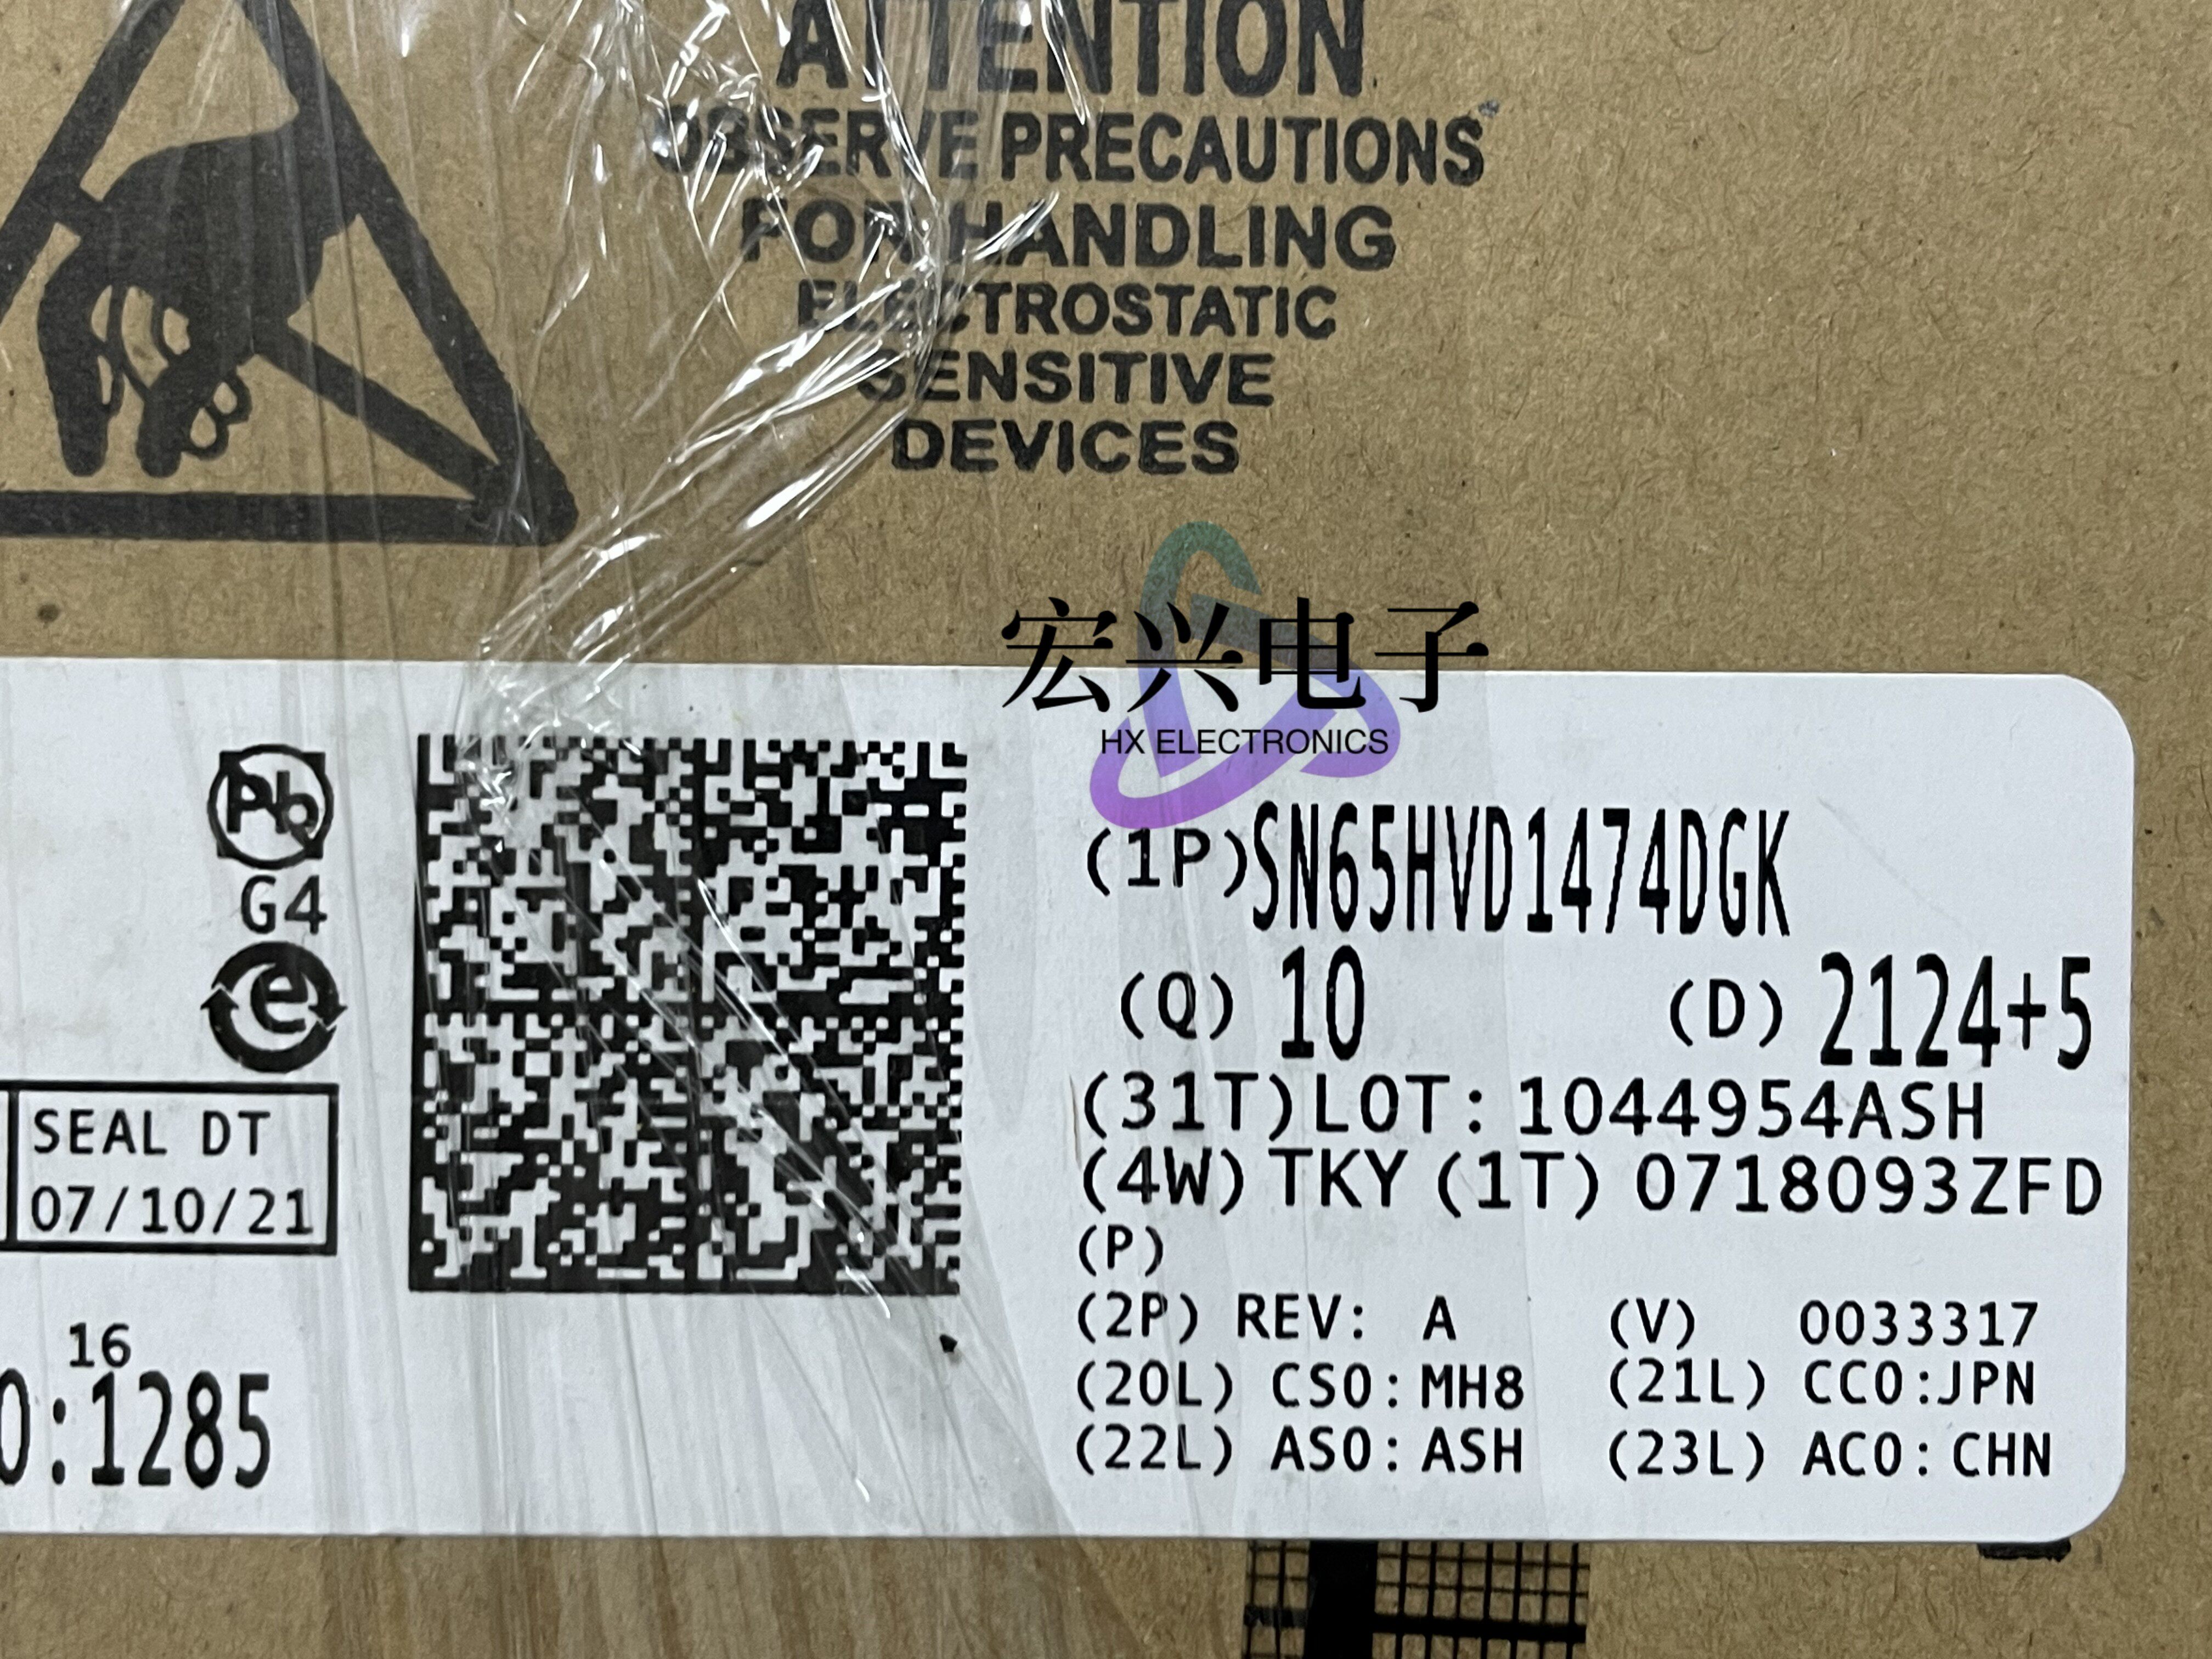 ATTENTION
OBSERVE PRECAUTIONS
FOR HANDLING
ELECTROSTATIC
SENSITIVE
DEVICES
宏兴电子
HX ELECTRONICS
Pb
G4
e
SEAL DT
07/10/21
16
0:1285
(1P)SN65HVD1474DGK
(Q) 10 (D) 2124+5
(31T)LOT: 1044954ASH
(4W) TKY (1T) 0718093ZFD
(P)
(2P) REV: A (V) 0033317
(20L) CSO: MH8 (21L) CCO:JPN
(22L) ASO: ASH (23L) ACO: CHN